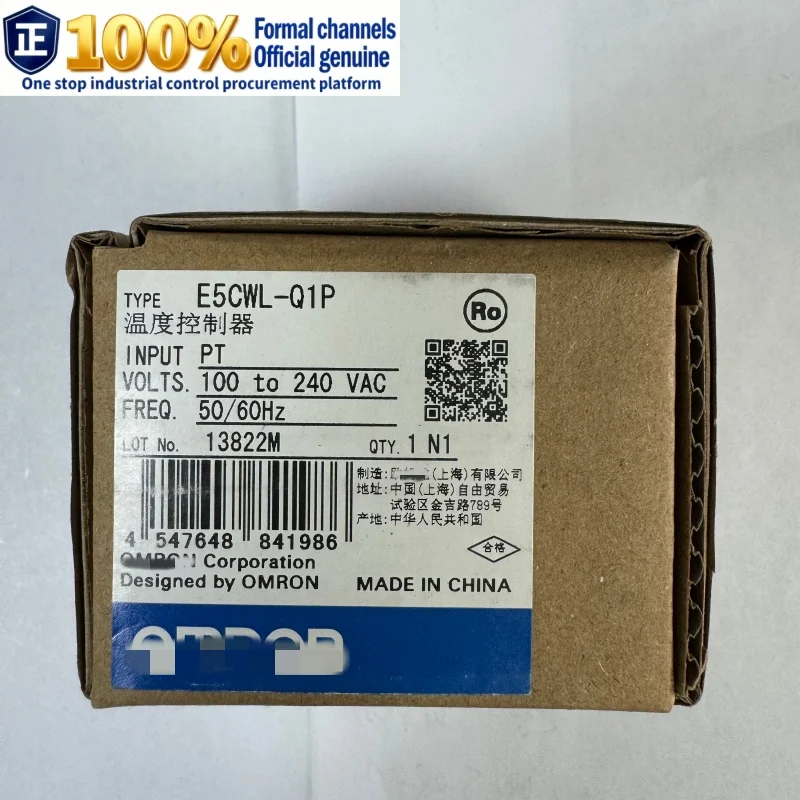 正 100% Formal channels
Official genuine
One stop industrial control procurement platform
TYPE E5CWL-Q1P
温度控制器
Ro
INPUT PT
VOLTS. 100 to 240 VAC
FREQ. 50/60Hz
LOT No. 13822M QTY. 1 N1
制造:(上海)有限公司
地址:中国(上海)自由贸易
试验区金吉路789号
产地:中华人民共和国
4 547648 841986
合格
OMRON Corporation
Designed by OMRON MADE IN CHINA
OMRON